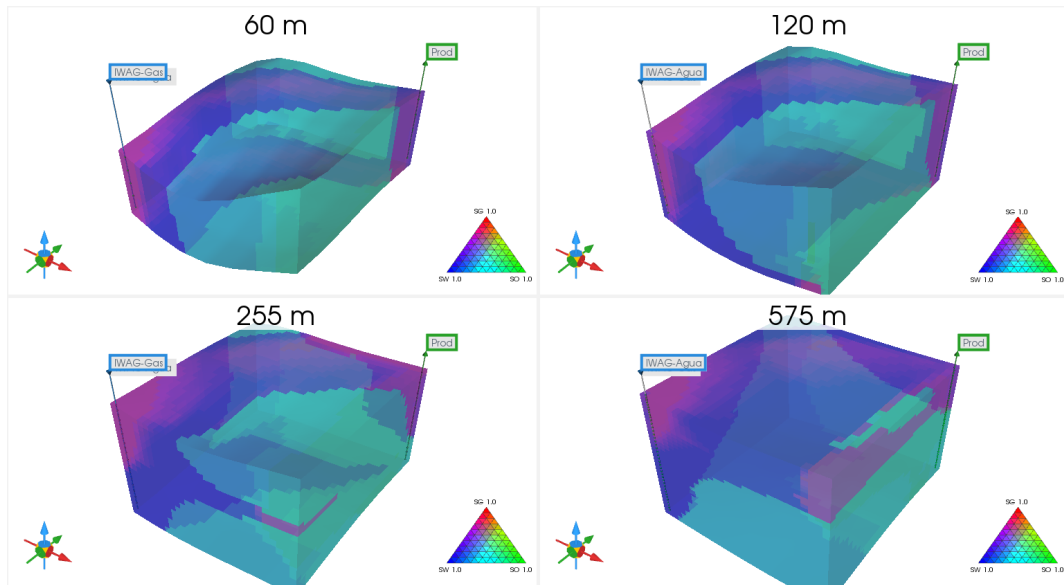 60 m
IWAG-Gas
Prod
SG 1.0
SW 1.0
SO 1.0
120 m
IWAG-Agua
Prod
SG 1.0
SW 1.0
SO 1.0
255 m
IWAG-Gas
Prod
SG 1.0
SW 1.0
SO 1.0
575 m
IWAG-Agua
Prod
SG 1.0
SW 1.0
SO 1.0